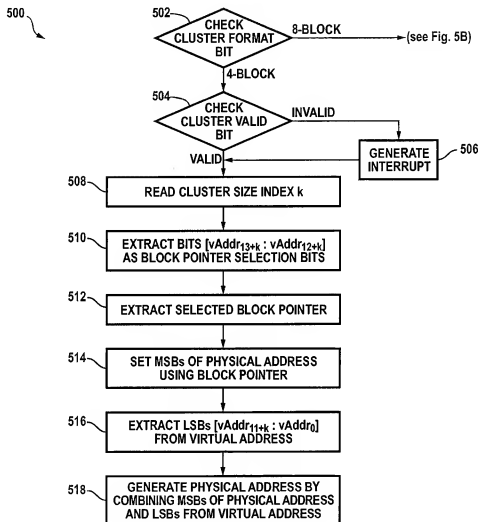 500
502
CHECK
CLUSTER FORMAT
BIT
8-BLOCK
(see Fig. 5B)
4-BLOCK
504
CHECK
CLUSTER VALID
BIT
INVALID
VALID
GENERATE
INTERRUPT
506
508
READ CLUSTER SIZE INDEX k
510
EXTRACT BITS [vAddr13+k : vAddr12+k]
AS BLOCK POINTER SELECTION BITS
512
EXTRACT SELECTED BLOCK POINTER
514
SET MSBs OF PHYSICAL ADDRESS
USING BLOCK POINTER
516
EXTRACT LSBs [vAddr11+k : vAddr0]
FROM VIRTUAL ADDRESS
518
GENERATE PHYSICAL ADDRESS BY
COMBINING MSBs OF PHYSICAL ADDRESS
AND LSBs FROM VIRTUAL ADDRESS